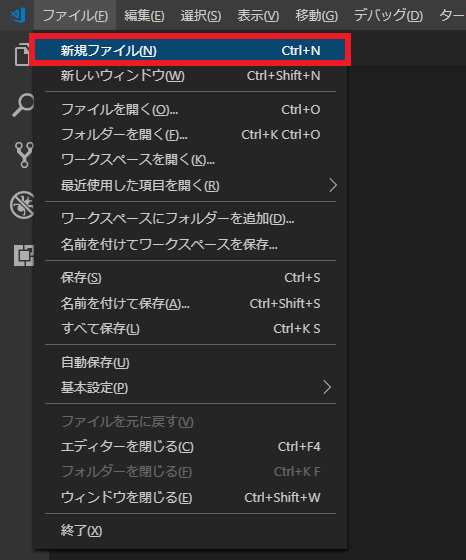 ファイル(F) 編集(E) 選択(S) 表示(V) 移動(G) デバッグ(D) ター
新規ファイル(N) Ctrl+N
新しいウィンドウ(W) Ctrl+Shift+N
ファイルを開く(O)... Ctrl+O
フォルダーを開く(F)... Ctrl+K Ctrl+O
ワークスペースを開く(K)...
最近使用した項目を開く(R)
ワークスペースにフォルダーを追加(D)...
名前を付けてワークスペースを保存...
保存(S) Ctrl+S
名前を付けて保存(A)... Ctrl+Shift+S
すべて保存(L) Ctrl+K S
自動保存(U)
基本設定(P)
ファイルを元に戻す(V)
エディターを閉じる(C) Ctrl+F4
フォルダーを閉じる(F) Ctrl+K F
ウィンドウを閉じる(E) Ctrl+Shift+W
終了(X)